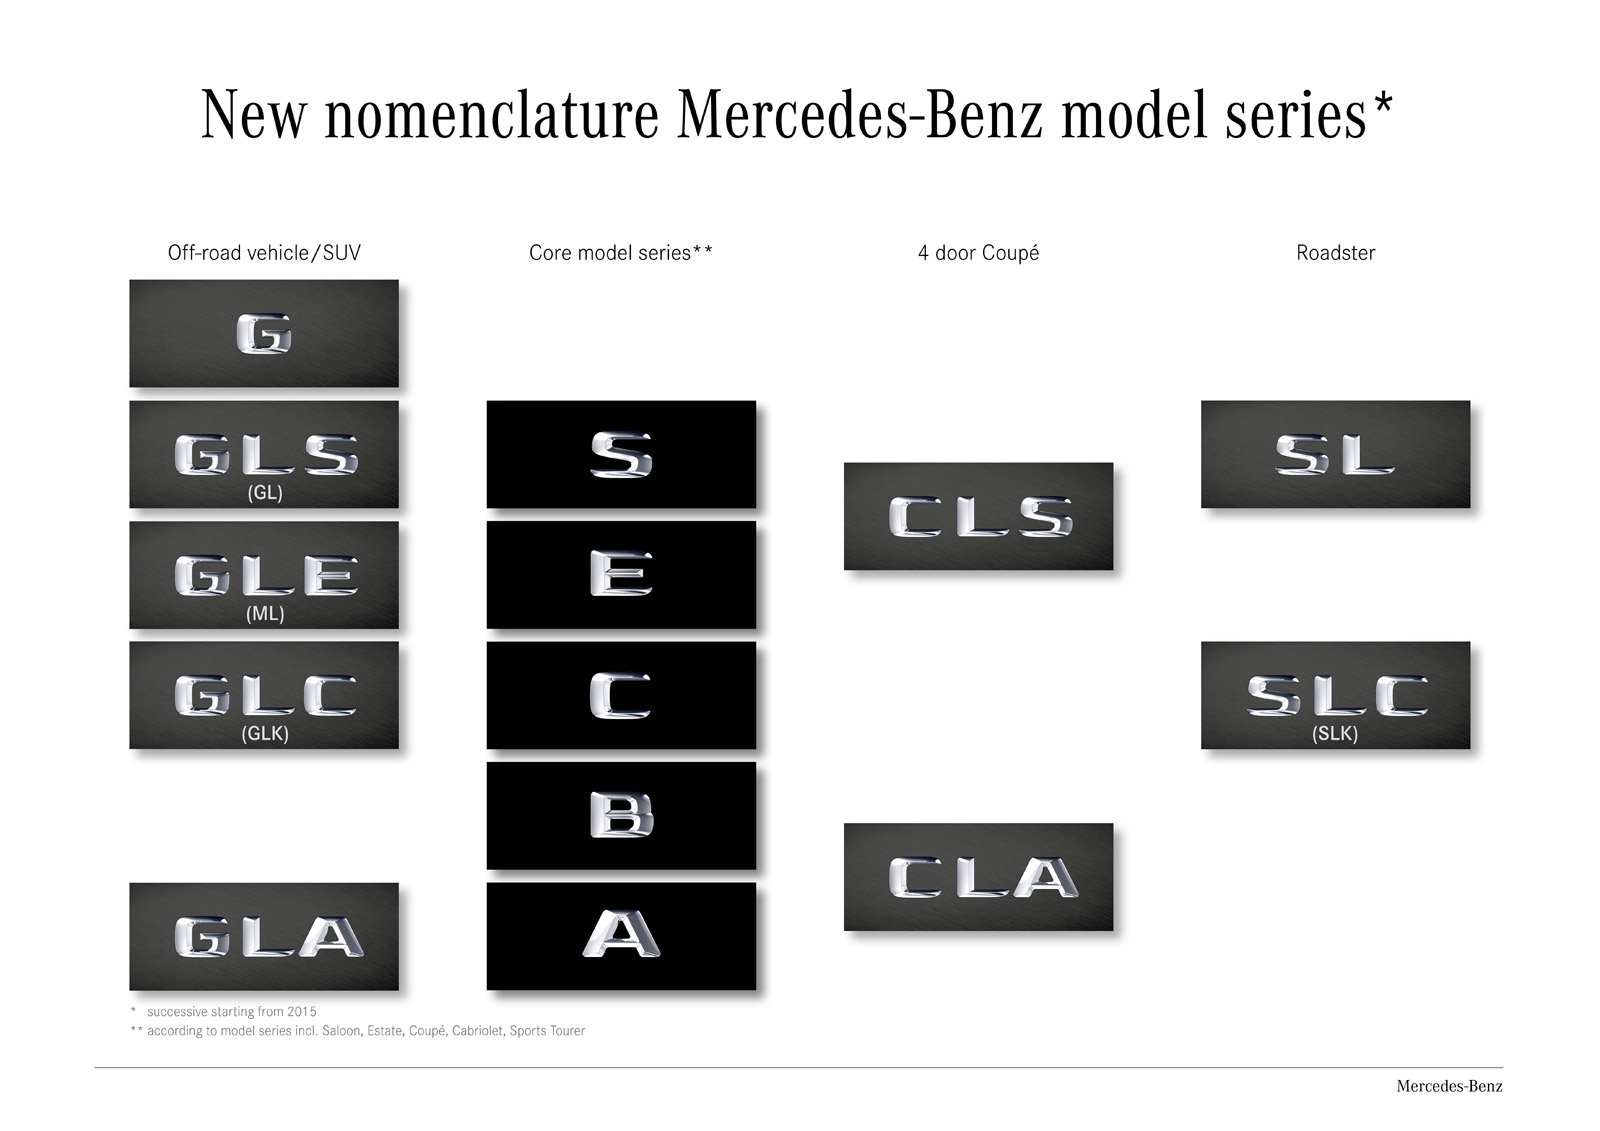 New nomenclature Mercedes-Benz model series*
Off-road vehicle/SUV
G
GLS
(GL)
GLE
(ML)
GLC
(GLK)
GLA
Core model series**
S
E
C
B
A
4 door Coupé
CLS
CLA
Roadster
SL
SLC
(SLK)
* successive starting from 2015
** according to model series incl. Saloon, Estate, Coupé, Cabriolet, Sports Tourer
Mercedes-Benz